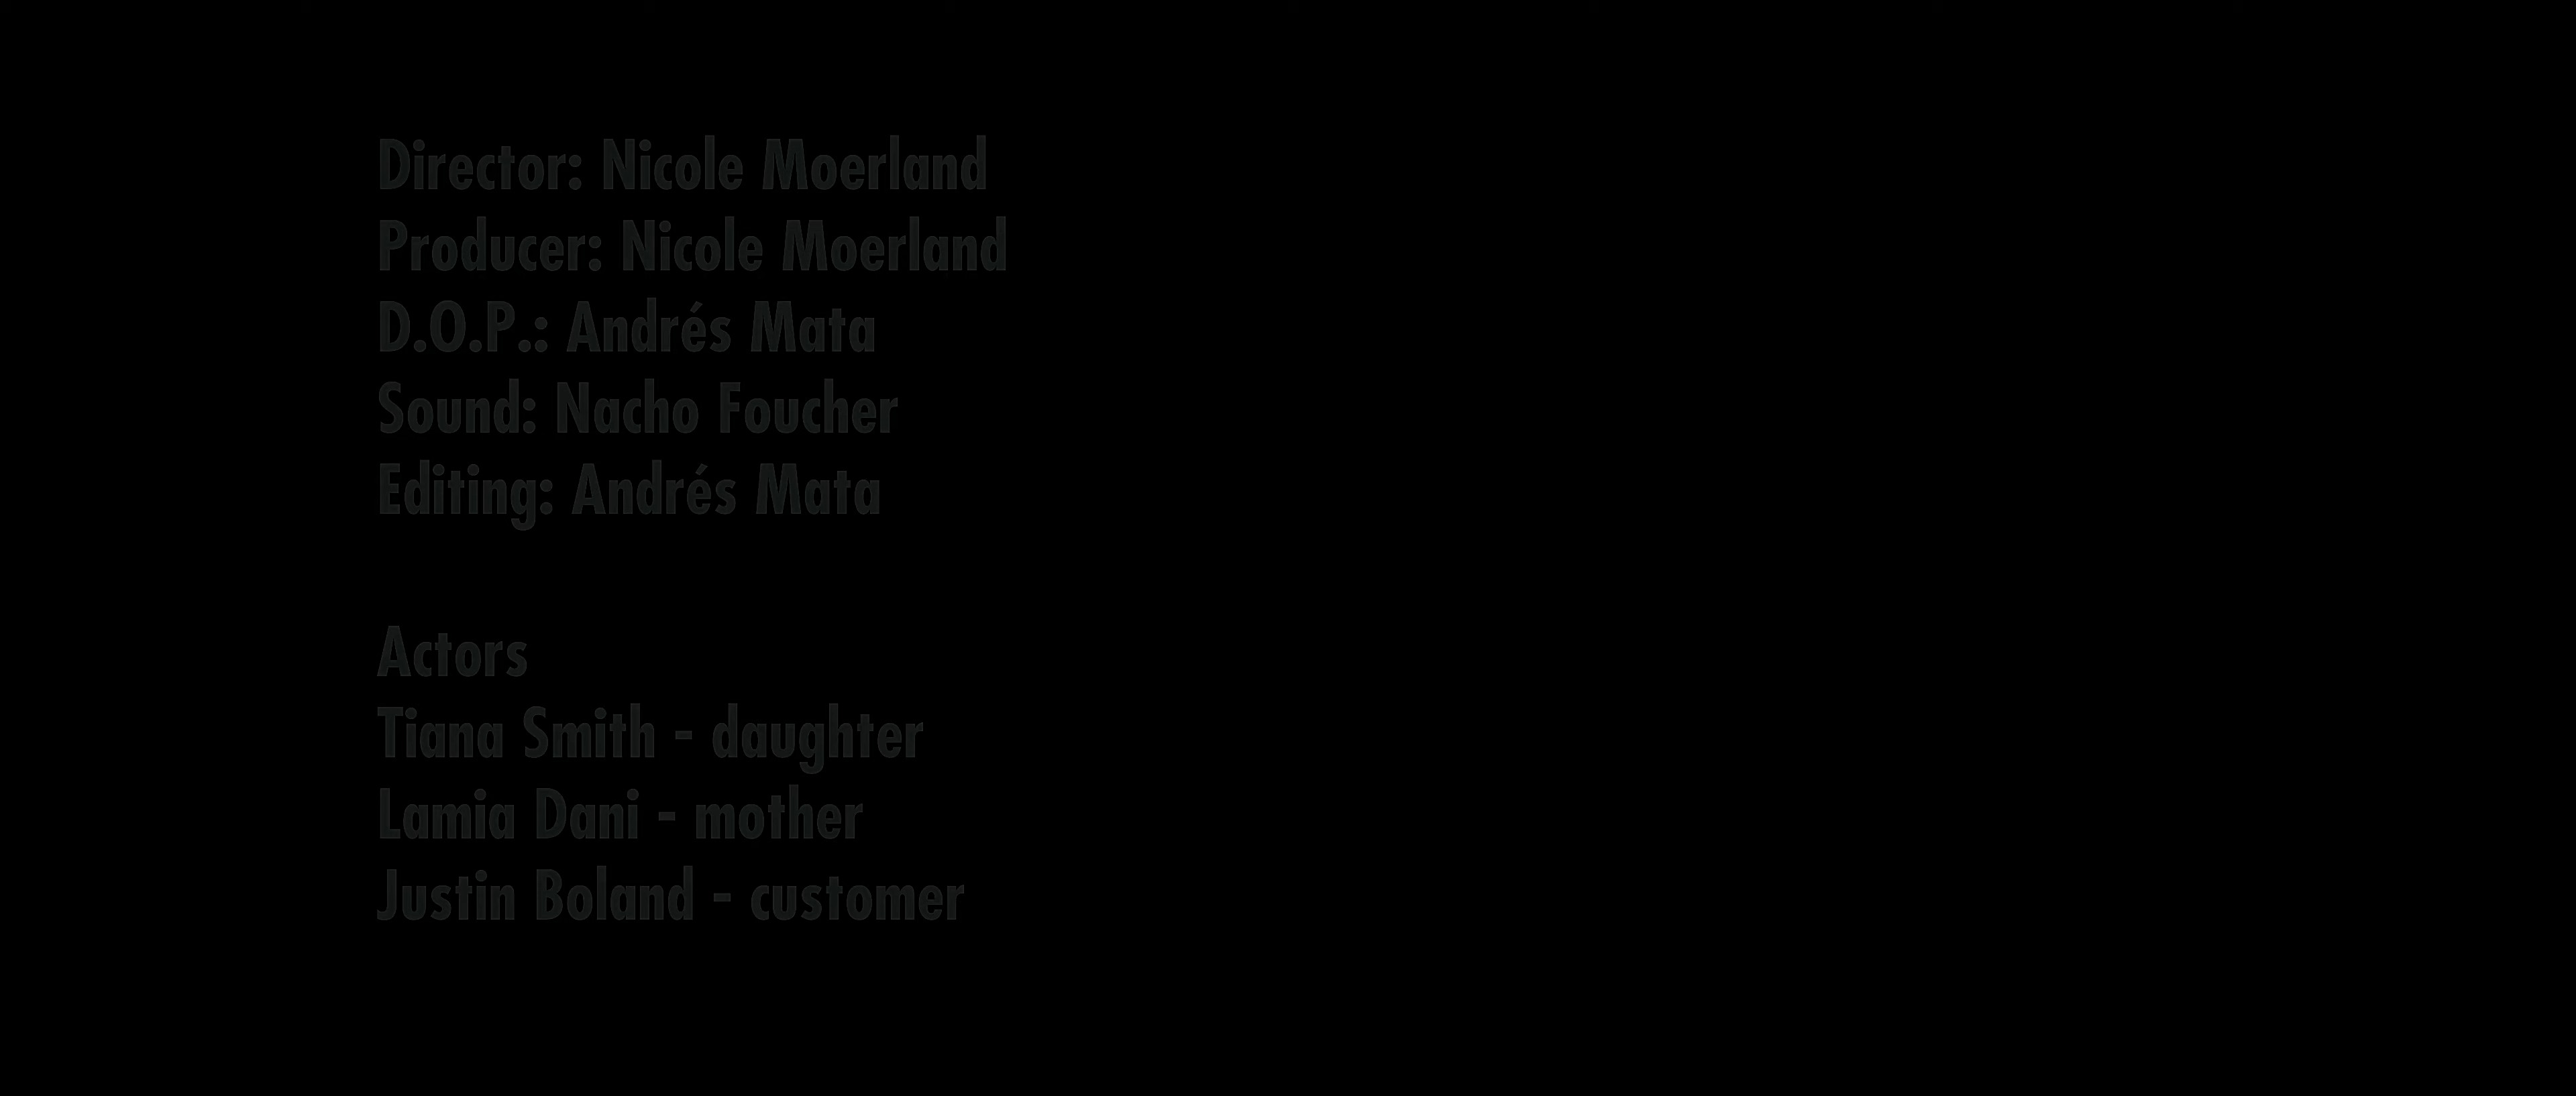 Director: Nicole Moerland
Producer: Nicole Moerland
D.O.P.: Andrés Mata
Sound: Nacho Foucher
Editing: Andrés Mata
Actors
Tiana Smith - daughter
Lamia Dani - mother
Justin Boland - customer